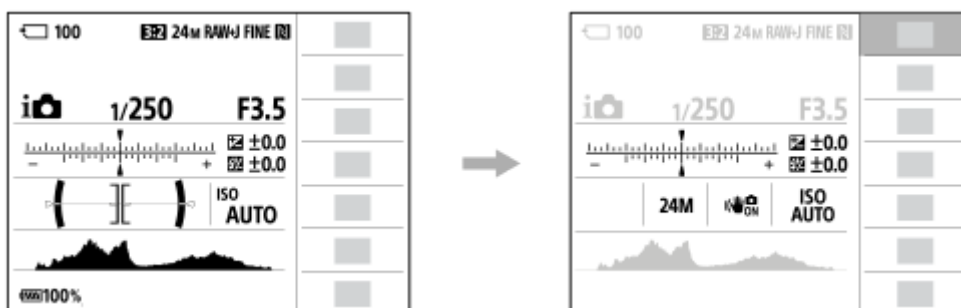 100 3:2 24M RAW+J FINE N
i 1/250 F3.5
±0.0
- + ±0.0
ISO
AUTO
100%
100 3:2 24M RAW+J FINE N
i 1/250 F3.5
±0.0
- + ±0.0
24M ON ISO
AUTO